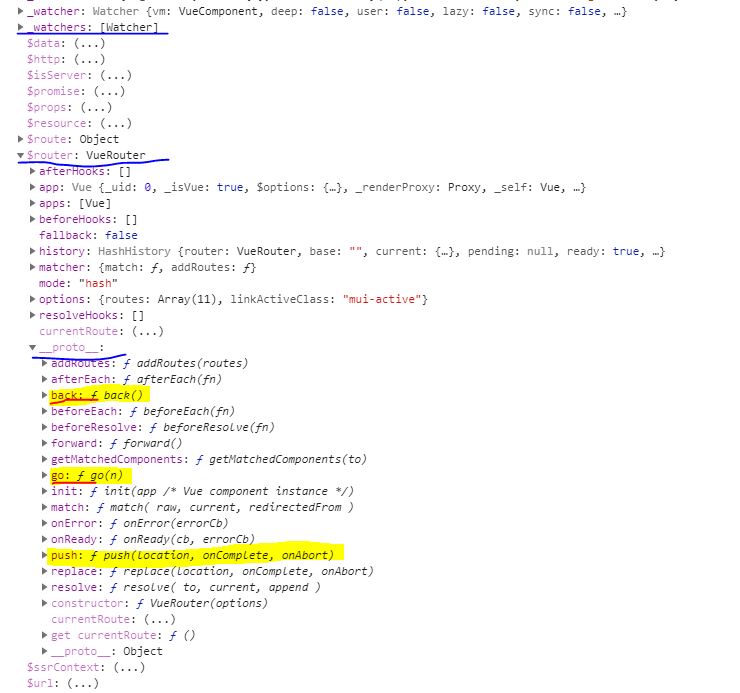 _watcher: Watcher {vm: VueComponent, deep: false, user: false, lazy: false, sync: false, …}
_watchers: [Watcher]
$data: (...)
$http: (...)
$isServer: (...)
$promise: (...)
$props: (...)
$resource: (...)
$route: Object
$router: VueRouter
afterHooks: []
app: Vue {_uid: 0, _isVue: true, $options: {…}, _renderProxy: Proxy, _self: Vue, …}
apps: [Vue]
beforeHooks: []
fallback: false
history: HashHistory {router: VueRouter, base: "", current: {…}, pending: null, ready: true, …}
matcher: {match: ƒ, addRoutes: ƒ}
mode: "hash"
options: {routes: Array(11), linkActiveClass: "mui-active"}
resolveHooks: []
currentRoute: (...)
__proto__:
addRoutes: ƒ addRoutes(routes)
afterEach: ƒ afterEach(fn)
back: ƒ back()
beforeEach: ƒ beforeEach(fn)
beforeResolve: ƒ beforeResolve(fn)
forward: ƒ forward()
getMatchedComponents: ƒ getMatchedComponents(to)
go: ƒ go(n)
init: ƒ init(app /* Vue component instance */)
match: ƒ match( raw, current, redirectedFrom )
onError: ƒ onError(errorCb)
onReady: ƒ onReady(cb, errorCb)
push: ƒ push(location, onComplete, onAbort)
replace: ƒ replace(location, onComplete, onAbort)
resolve: ƒ resolve( to, current, append )
constructor: ƒ VueRouter(options)
currentRoute: (...)
get currentRoute: ƒ ()
__proto__: Object
$ssrContext: (...)
$url: (...)